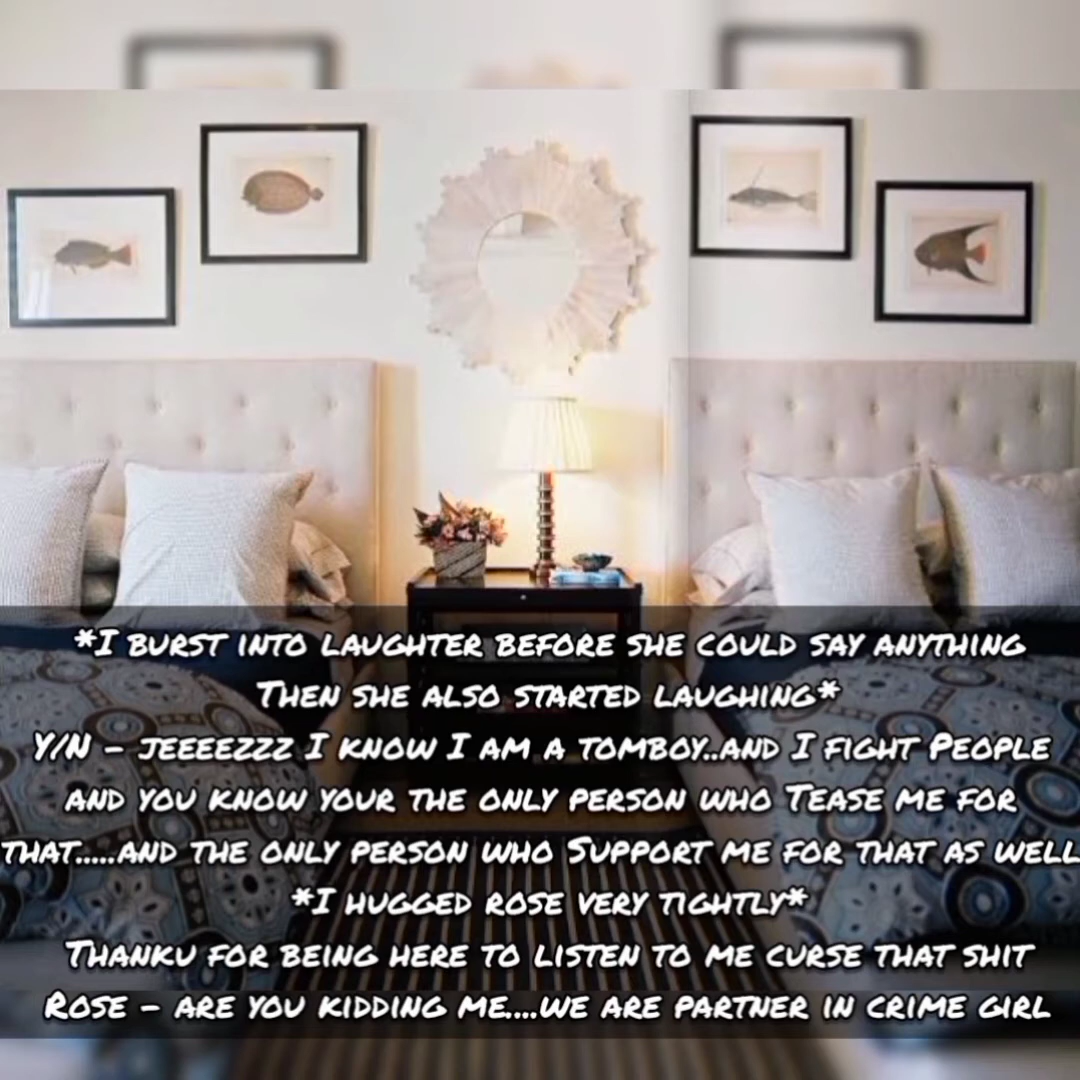 *I BURST INTO LAUGHTER BEFORE SHE COULD SAY ANYTHING
THEN SHE ALSO STARTED LAUGHING*
Y/N - JEEEEZZZ I KNOW I AM A TOMBOY..AND I FIGHT PEOPLE
AND YOU KNOW YOUR THE ONLY PERSON WHO TEASE ME FOR
THAT.....AND THE ONLY PERSON WHO SUPPORT ME FOR THAT AS WELL
*I HUGGED ROSE VERY TIGHTLY*
THANKU FOR BEING HERE TO LISTEN TO ME CURSE THAT SHIT
ROSE - ARE YOU KIDDING ME....WE ARE PARTNER IN CRIME GIRL